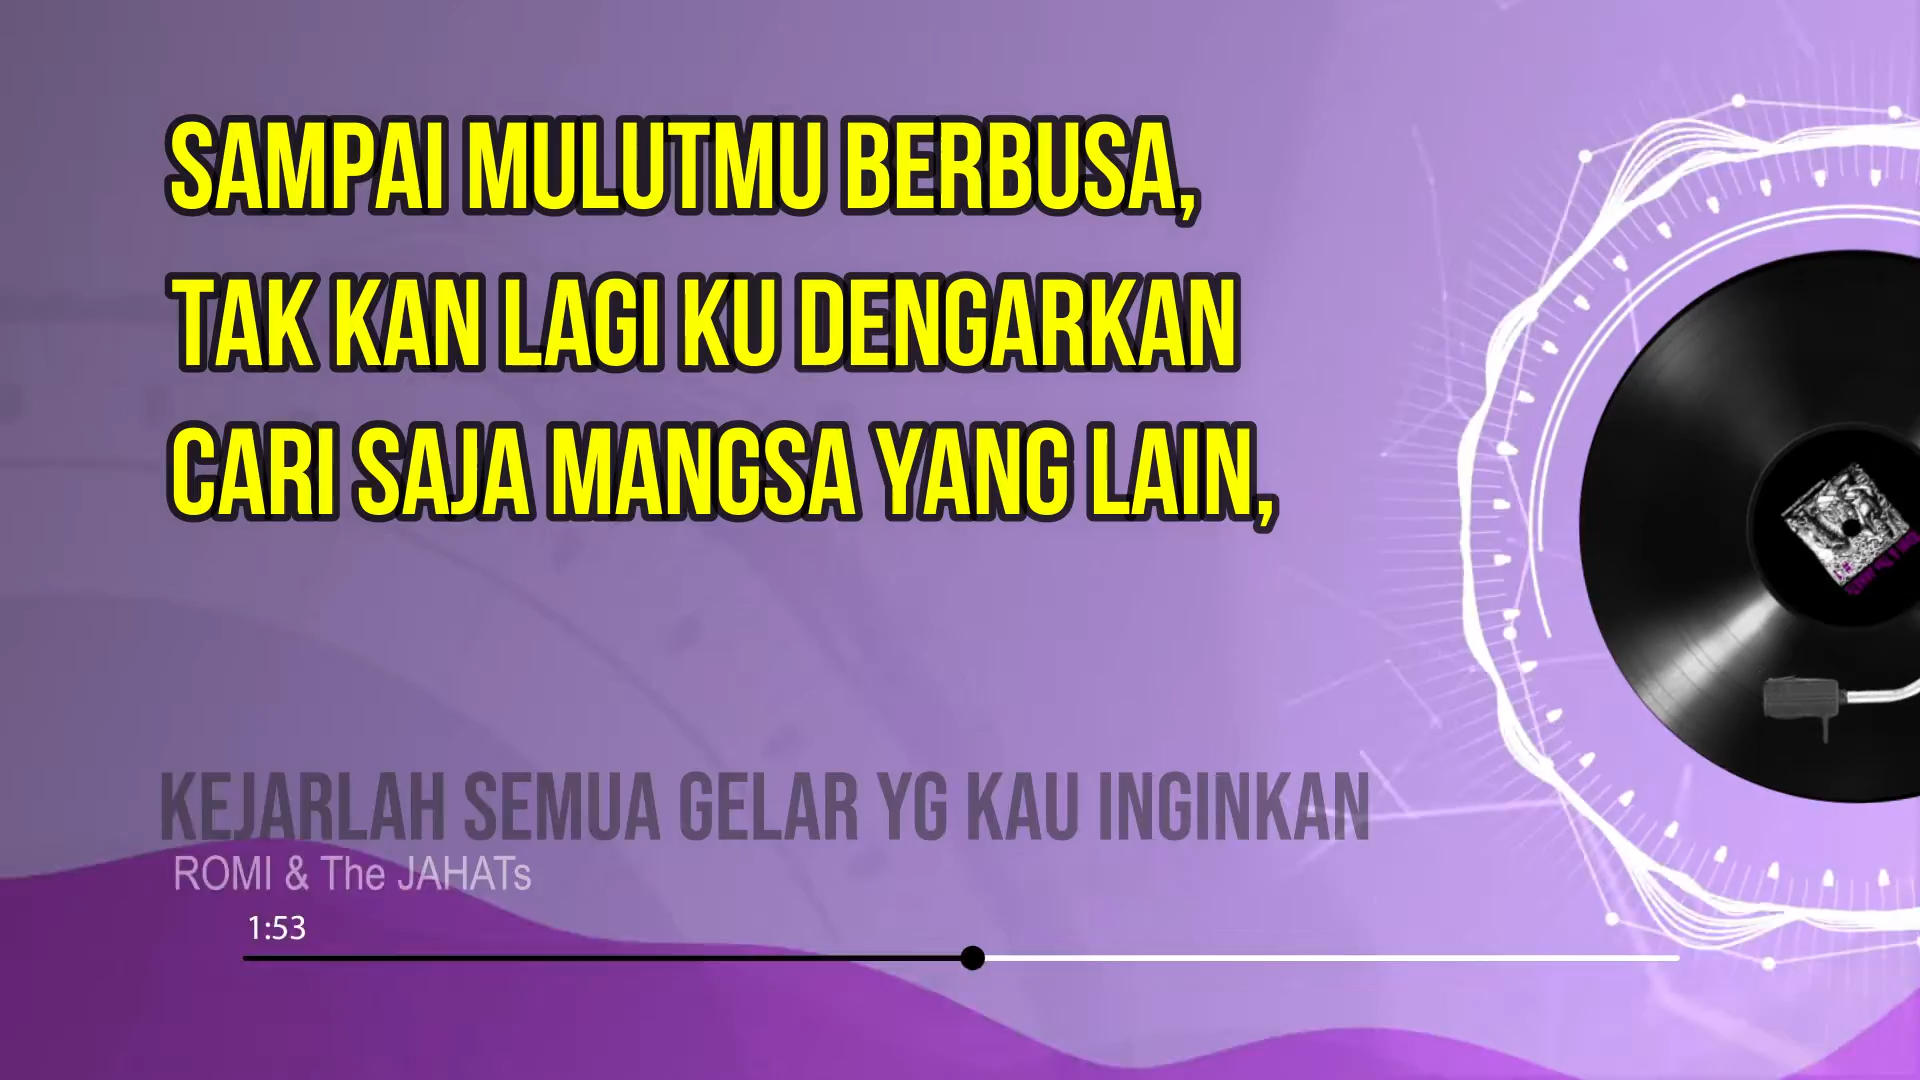 SAMPAI MULUTMU BERBUSA,
TAK KAN LAGI KU DENGARKAN
CARI SAJA MANGSA YANG LAIN,
KEJARLAH SEMUA GELAR YG KAU INGINKAN
ROMI & The JAHATs
1:53